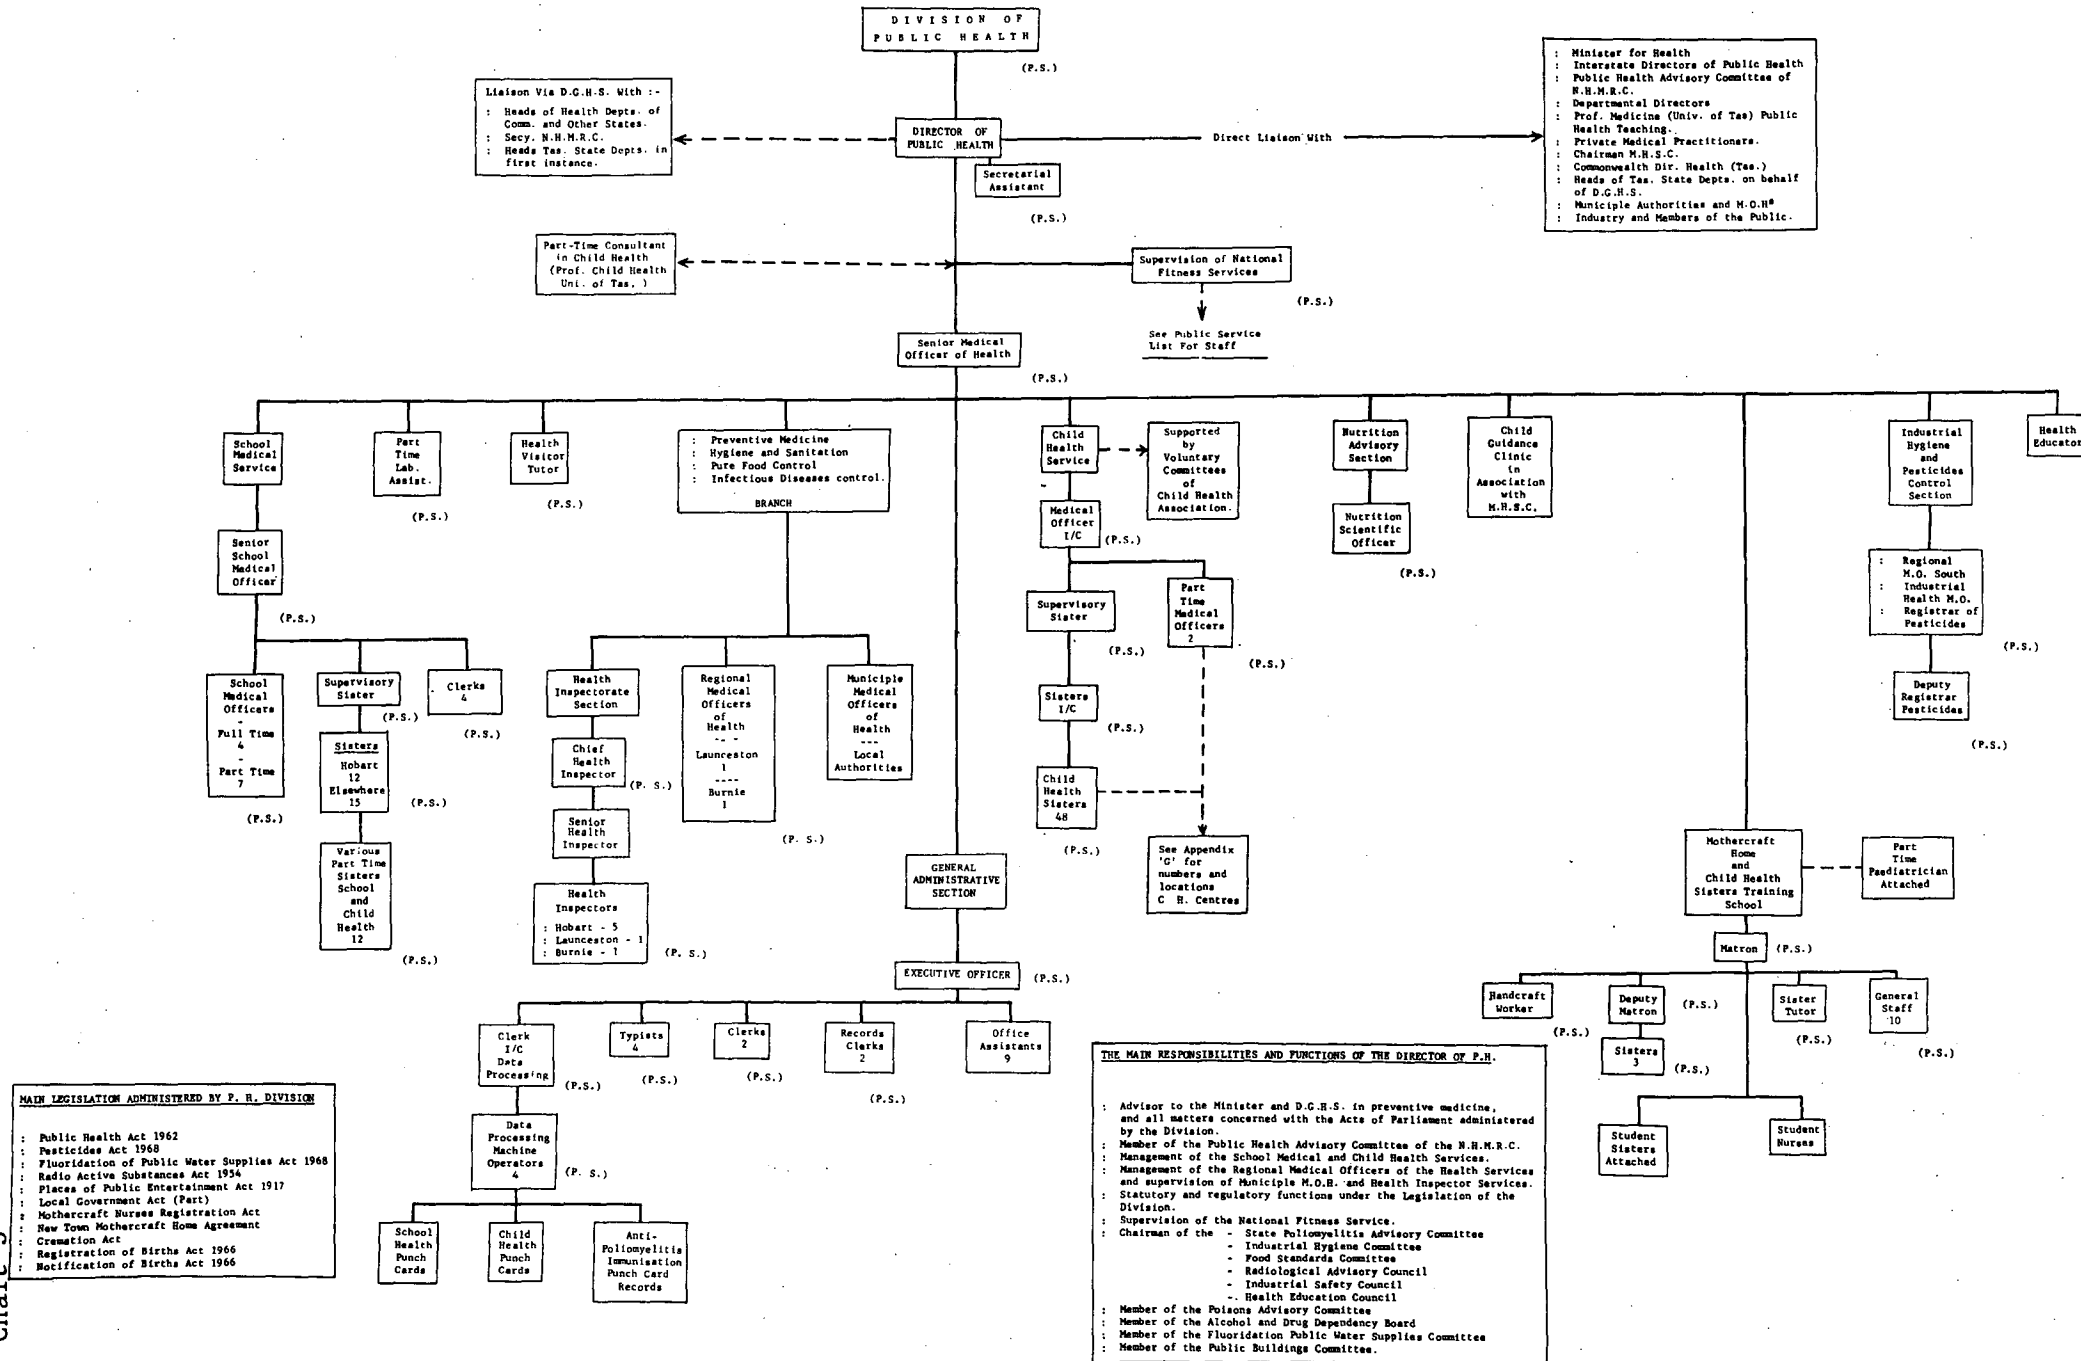 DIVISION OF
PUBLIC HEALTH
(P.S.)
Liaison Via D.G.H.S. With :-
: Heads of Health Depts. of
Comm. and Other States.
: Secy. N.H.M.R.C.
: Heads Tas. State Depts. in
first instance.
DIRECTOR OF
PUBLIC HEALTH
Direct Liaison With
: Minister for Health
: Interstate Directors of Public Health
: Public Health Advisory Committee of
N.H.M.R.C.
: Departmental Directors
: Prof. Medicine (Univ. of Tas) Public
Health Teaching.
: Private Medical Practitioners.
: Chairman M.H.S.C.
: Commonwealth Dir. Health (Tas.)
: Heads of Tas. State Depts. on behalf
of D.G.H.S.
: Municiple Authorities and M.O.H
: Industry and Members of the Public.
Secretarial
Assistant
(P.S.)
Part-Time Consultant
in Child Health
(Prof. Child Health
Uni. of Tas. )
Supervision of National
Fitness Services
(P.S.)
See Public Service
List For Staff
Senior Medical
Officer of Health
(P.S.)
School
Medical
Service
Part
Time
Lab.
Assist.
(P.S.)
Health
Visitor
Tutor
(P.S.)
: Preventive Medicine
: Hygiene and Sanitation
: Pure Food Control
: Infectious Diseases control.
BRANCH
Child
Health
Service
Supported
by
Voluntary
Committees
of
Child Health
Association.
Nutrition
Advisory
Section
Child
Guidance
Clinic
in
Association
with
M.H.S.C.
Industrial
Hygiene
and
Pesticides
Control
Section
Health
Educator
Senior
School
Medical
Officer
(P.S.)
Medical
Officer
I/C
(P.S.)
Nutrition
Scientific
Officer
(P.S.)
: Regional
M.O. South
: Industrial
Health M.O.
: Registrar of
Pesticides
(P.S.)
Supervisory
Sister
(P.S.)
Part
Time
Medical
Officers
2
(P.S.)
School
Medical
Officers
-
Full Time
4
-
Part Time
7
(P.S.)
Supervisory
Sister
(P.S.)
Clerks
4
(P.S.)
Sisters
Hobart
12
Elsewhere
15
(P.S.)
Various
Part Time
Sisters
School
and
Child
Health
12
(P.S.)
Health
Inspectorate
Section
Chief
Health
Inspector
(P. S.)
Senior
Health
Inspector
Health
Inspectors
: Hobart - 5
: Launceston - 1
: Burnie - 1
(P. S.)
Regional
Medical
Officers
of
Health
-- -
Launceston
1
----
Burnie
1
(P. S.)
Municiple
Medical
Officers
of
Health
---
Local
Authorities
Sisters
I/C
(P.S.)
Child
Health
Sisters
48
(P.S.)
See Appendix
'G' for
numbers and
locations
C H. Centres
Deputy
Registrar
Pesticides
(P.S.)
GENERAL
ADMINISTRATIVE
SECTION
Mothercraft
Home
and
Child Health
Sisters Training
School
Part
Time
Paediatrician
Attached
Matron
(P.S.)
EXECUTIVE OFFICER
(P.S.)
Handcraft
Worker
(P.S.)
Deputy
Matron
(P.S.)
Sister
Tutor
(P.S.)
General
Staff
10
(P.S.)
Sisters
3
(P.S.)
Student
Sisters
Attached
Student
Nurses
Clerk
I/C
Data
Processing
(P.S.)
Typists
4
(P.S.)
Clerks
2
(P.S.)
Records
Clerks
2
(P.S.)
Office
Assistants
9
Data
Processing
Machine
Operators
4
(P. S.)
School
Health
Punch
Cards
Child
Health
Punch
Cards
Anti-
Poliomyelitis
Immunisation
Punch Card
Records
MAIN LEGISLATION ADMINISTERED BY P. H. DIVISION
: Public Health Act 1962
: Pesticides Act 1968
: Fluoridation of Public Water Supplies Act 1968
: Radio Active Substances Act 1954
: Places of Public Entertainment Act 1917
: Local Government Act (Part)
: Mothercraft Nurses Registration Act
: New Town Mothercraft Home Agreement
: Cremation Act
: Registration of Births Act 1966
: Notification of Births Act 1966
THE MAIN RESPONSIBILITIES AND FUNCTIONS OF THE DIRECTOR OF P.H.
: Advisor to the Minister and D.G.H.S. in preventive medicine,
and all matters concerned with the Acts of Parliament administered
by the Division.
: Member of the Public Health Advisory Committee of the N.H.M.R.C.
: Management of the School Medical and Child Health Services.
: Management of the Regional Medical Officers of the Health Services
and supervision of Municiple M.O.H. and Health Inspector Services.
: Statutory and regulatory functions under the Legislation of the
Division.
: Supervision of the National Fitness Service.
: Chairman of the - State Poliomyelitis Advisory Committee
- Industrial Hygiene Committee
- Food Standards Committee
- Radiological Advisory Council
- Industrial Safety Council
-. Health Education Council
: Member of the Poisons Advisory Committee
: Member of the Alcohol and Drug Dependency Board
: Member of the Fluoridation Public Water Supplies Committee
: Member of the Public Buildings Committee.